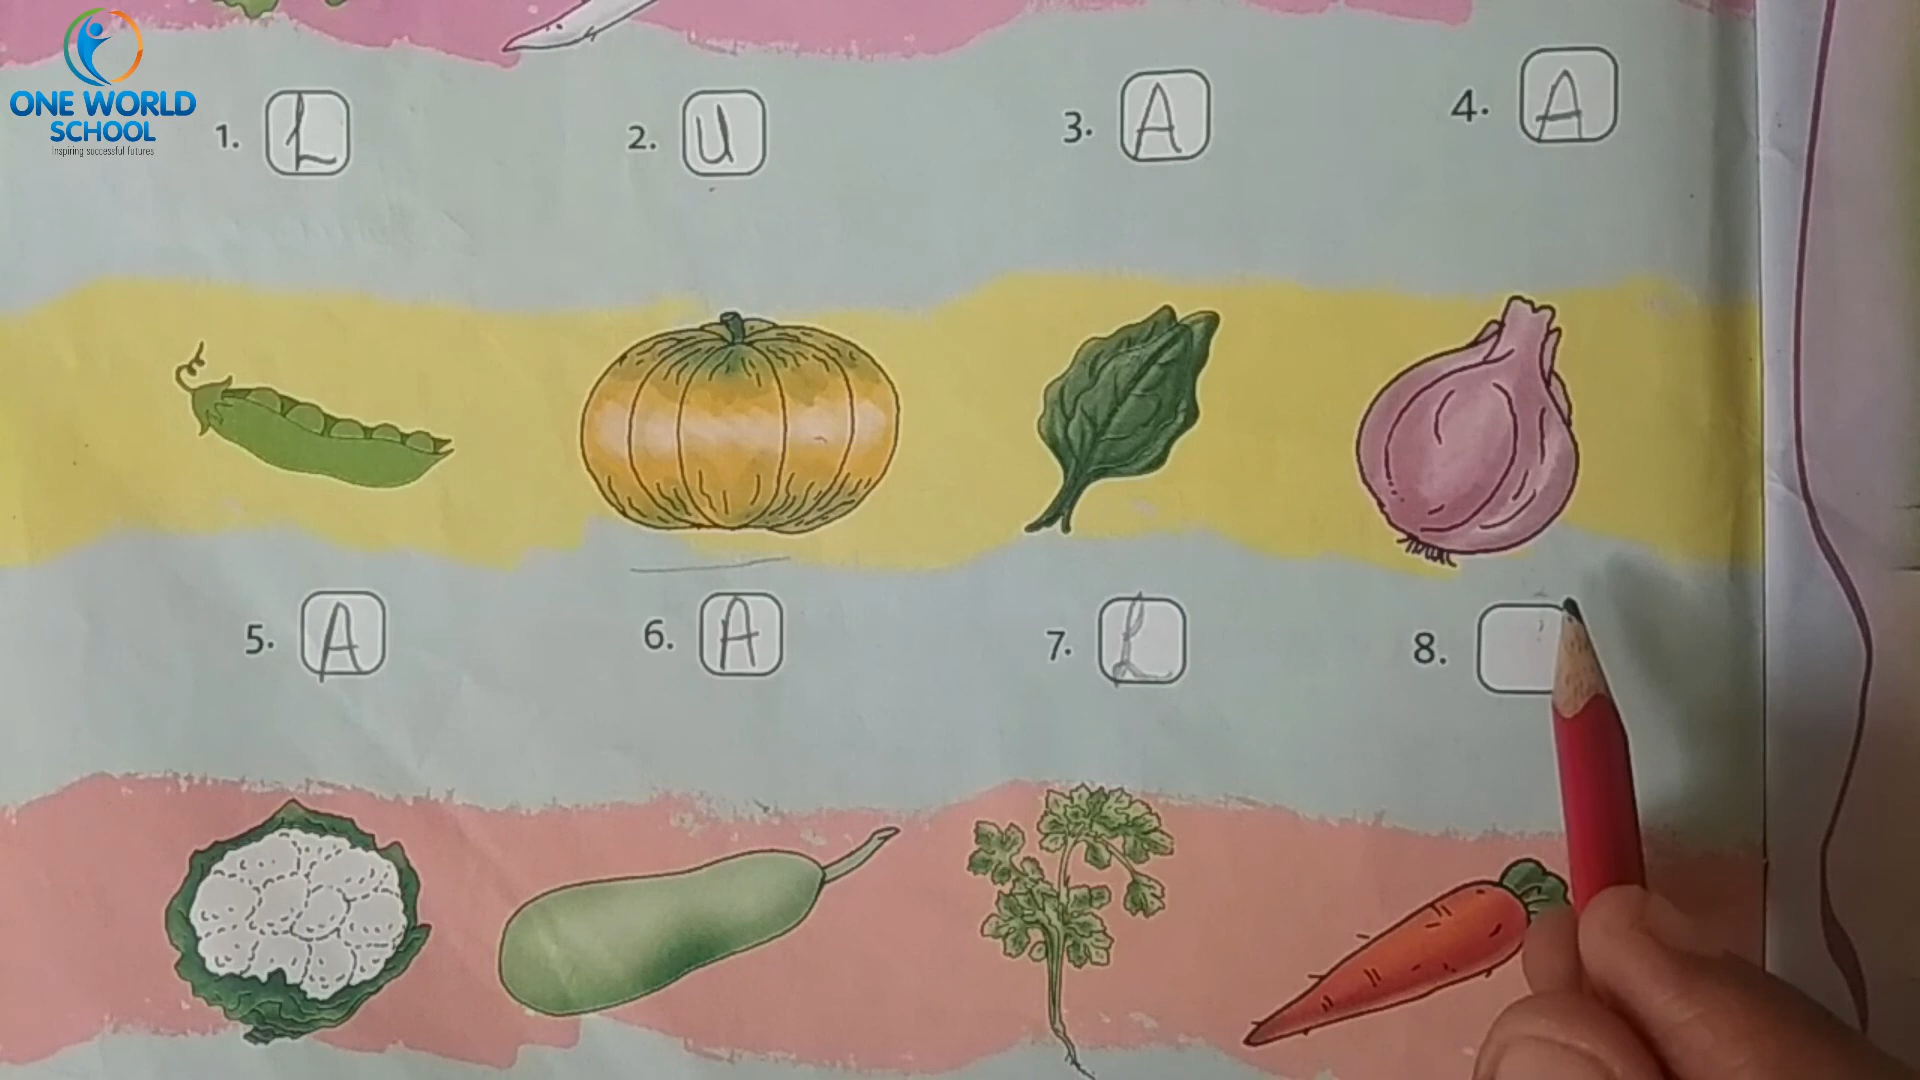 ONE WORLD
SCHOOL
Inspiring successful futures
1. L
2. U
3. A
4. A
5. A
6. A
7. L
8.